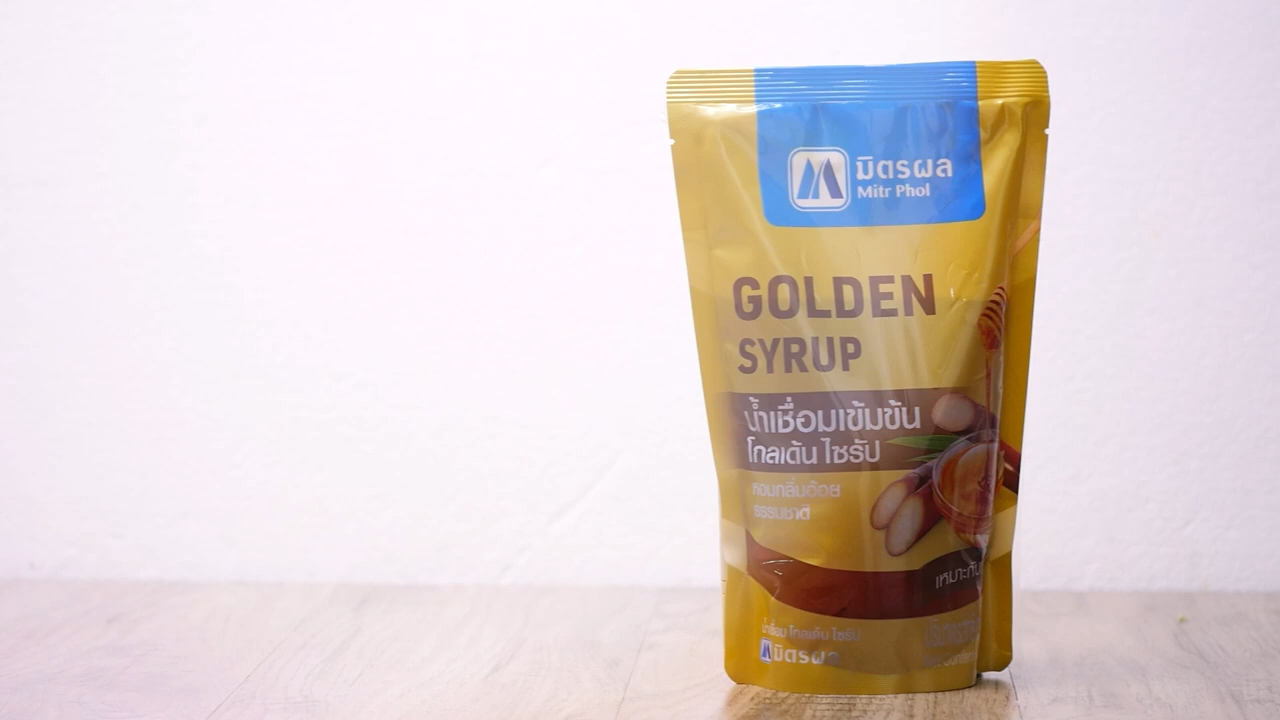 มิตรผล
Mitr Phol
GOLDEN
SYRUP
น้ำเชื่อมเข้มข้น
โกลเด้น ไซรัป
หอมกลิ่นอ้อย
ธรรมชาติ
เหมาะกับ
น้ำเชื่อม โกลเด้น ไซรัป
มิตรผล